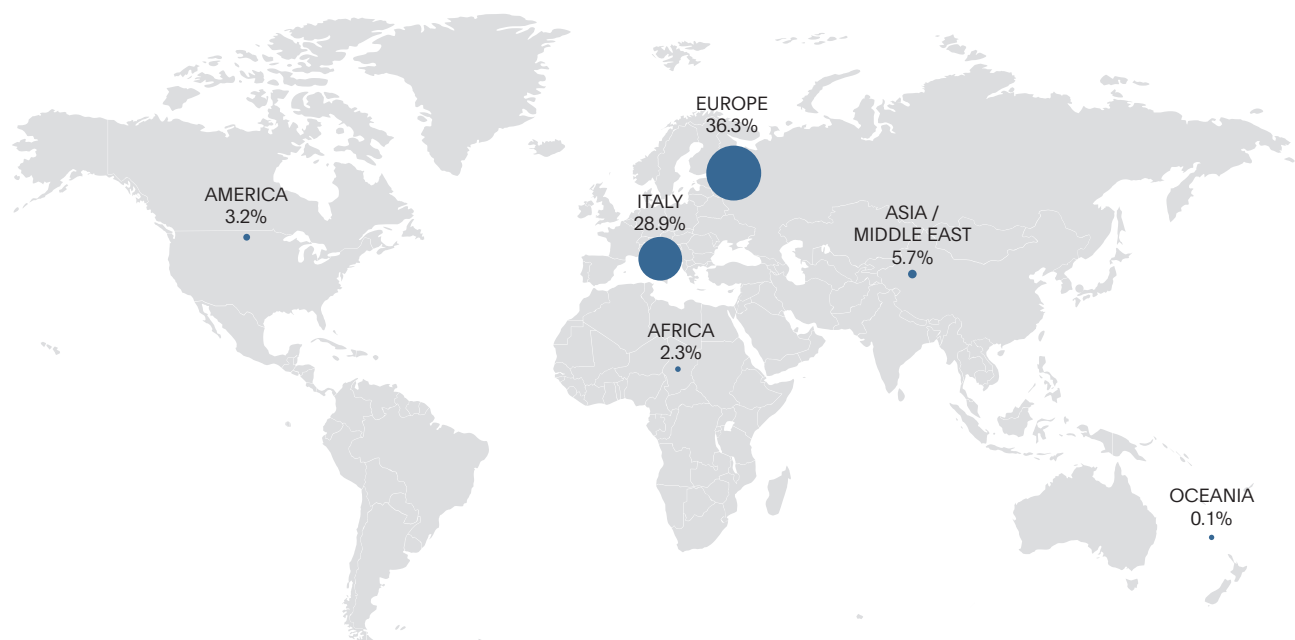 EUROPE
36.3%
AMERICA
3.2%
ITALY
28.9%
ASIA /
MIDDLE EAST
5.7%
AFRICA
2.3%
OCEANIA
0.1%